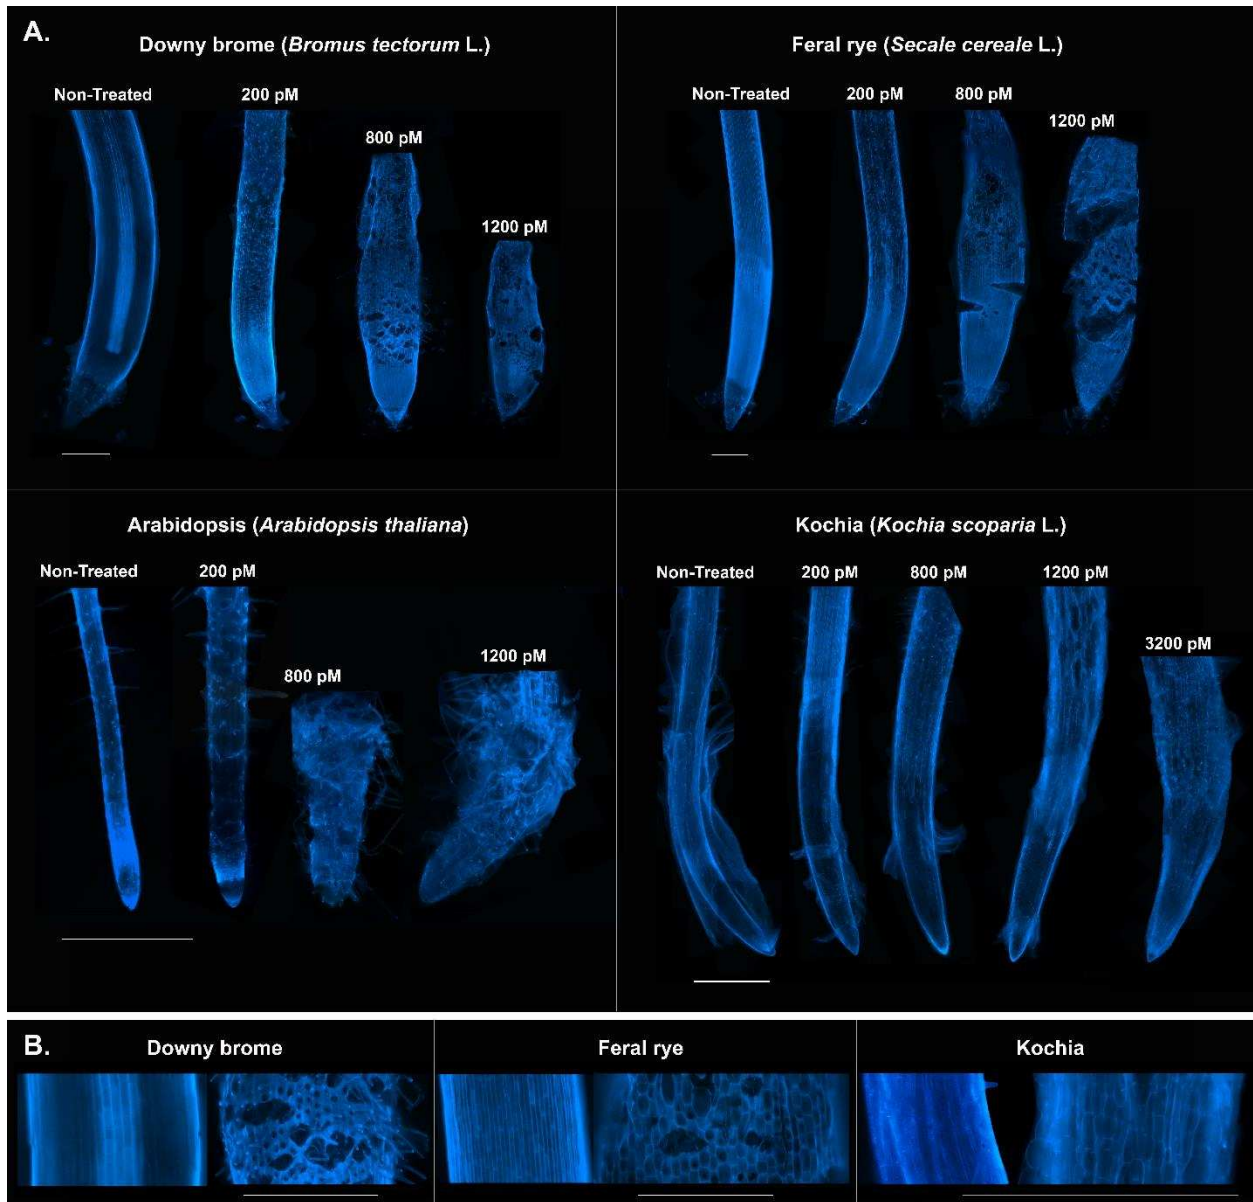 A.
Downy brome (Bromus tectorum L.)
Non-Treated
200 pM
800 pM
1200 pM
Feral rye (Secale cereale L.)
Non-Treated
200 pM
800 pM
1200 pM
Arabidopsis (Arabidopsis thaliana)
Non-Treated
200 pM
800 pM
1200 pM
Kochia (Kochia scoparia L.)
Non-Treated
200 pM
800 pM
1200 pM
3200 pM
B.
Downy brome
Feral rye
Kochia